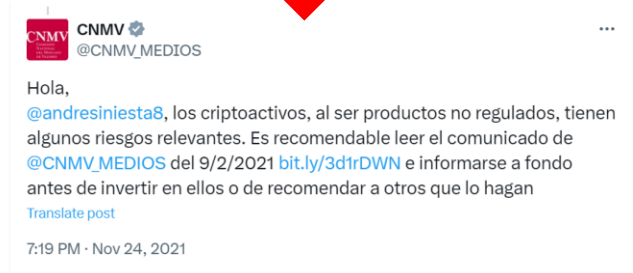 CNMV
CNMV
@CNMV_MEDIOS
Hola,
@andresiniesta8, los criptoactivos, al ser productos no regulados, tienen
algunos riesgos relevantes. Es recomendable leer el comunicado de
@CNMV_MEDIOS del 9/2/2021 bit.ly/3d1rDWN e informarse a fondo
antes de invertir en ellos o de recomendar a otros que lo hagan
Translate post
7:19 PM · Nov 24, 2021